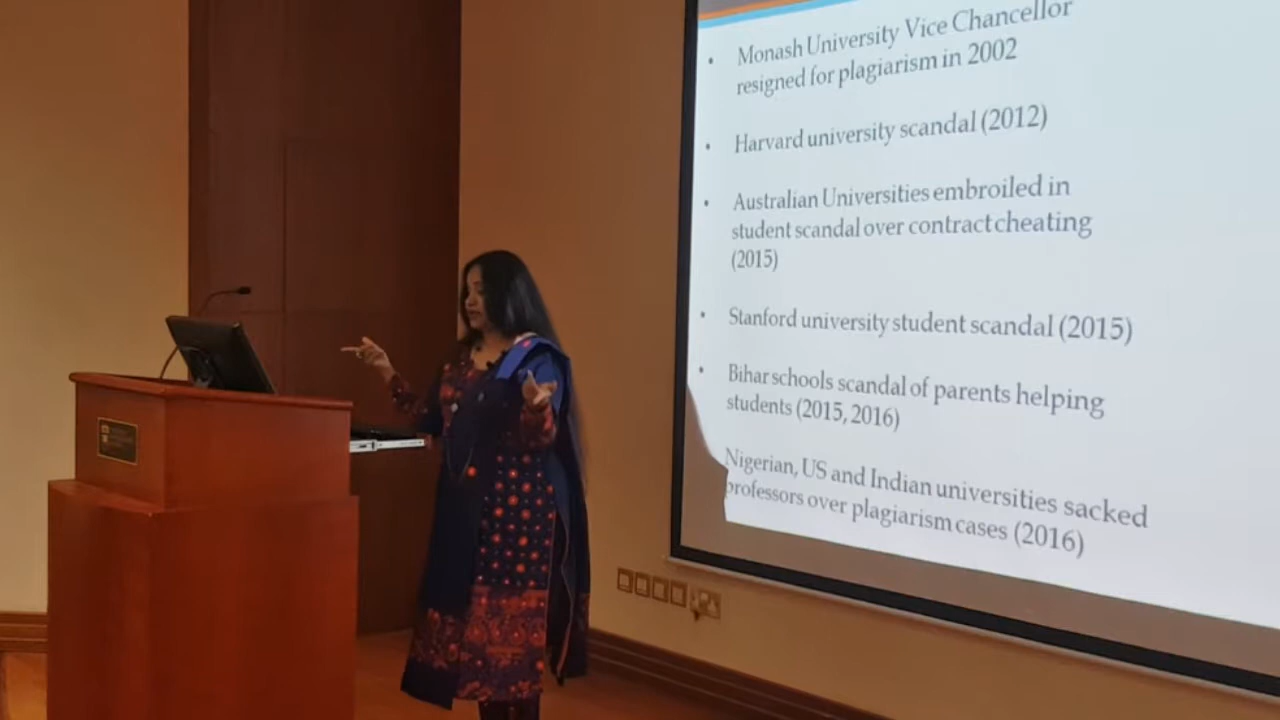 • Monash University Vice Chancellor
resigned for plagiarism in 2002
• Harvard university scandal (2012)
• Australian Universities embroiled in
student scandal over contract cheating
(2015)
• Stanford university student scandal (2015)
• Bihar schools scandal of parents helping
students (2015, 2016)
Nigerian, US and Indian universities sacked
professors over plagiarism cases (2016)